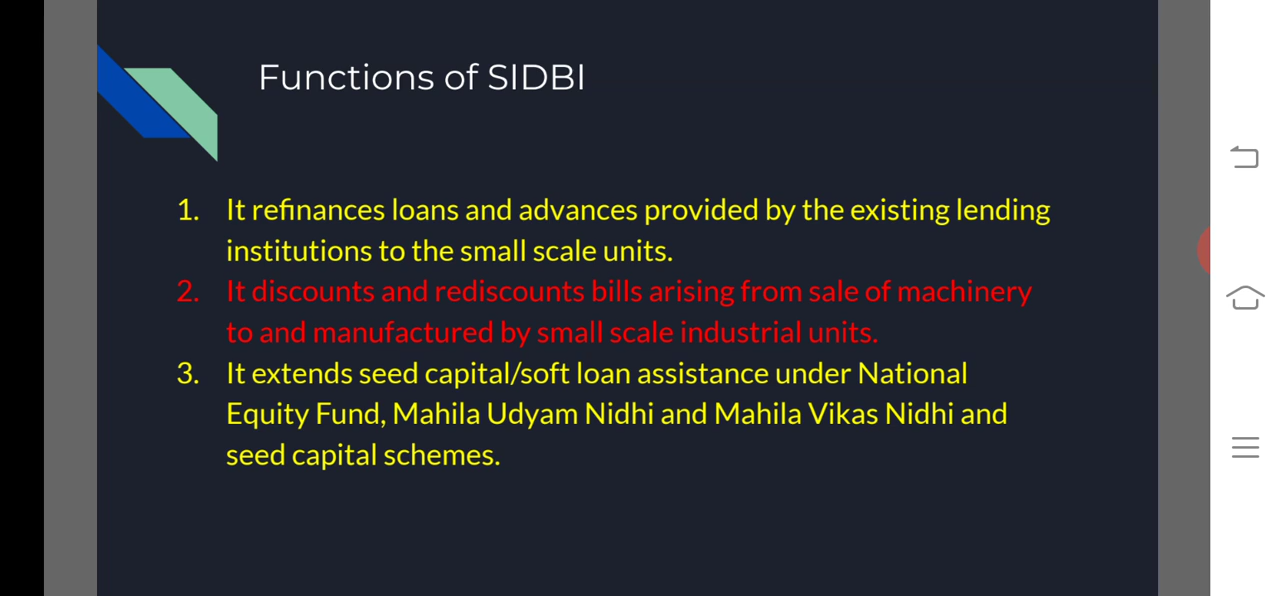 Functions of SIDBI
1. It refinances loans and advances provided by the existing lending
institutions to the small scale units.
2. It discounts and rediscounts bills arising from sale of machinery
to and manufactured by small scale industrial units.
3. It extends seed capital/soft loan assistance under National
Equity Fund, Mahila Udyam Nidhi and Mahila Vikas Nidhi and
seed capital schemes.